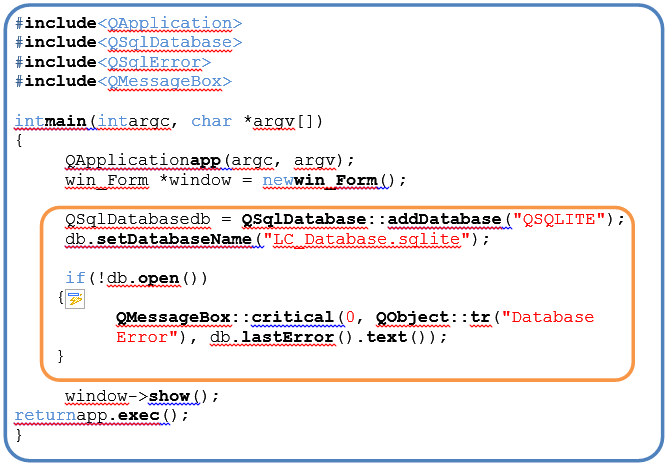 #include<QApplication>
#include<QSqlDatabase>
#include<QSqlError>
#include<QMessageBox>
intmain(intargc, char *argv[])
{
QApplicationapp(argc, argv);
win_Form *window = newwin_Form();
QSqlDatabasedb = QSqlDatabase::addDatabase("QSQLITE");
db.setDatabaseName("LC_Database.sqlite");
if(!db.open())
{
QMessageBox::critical(0, QObject::tr("Database
Error"), db.lastError().text());
}
window->show();
returnapp.exec();
}